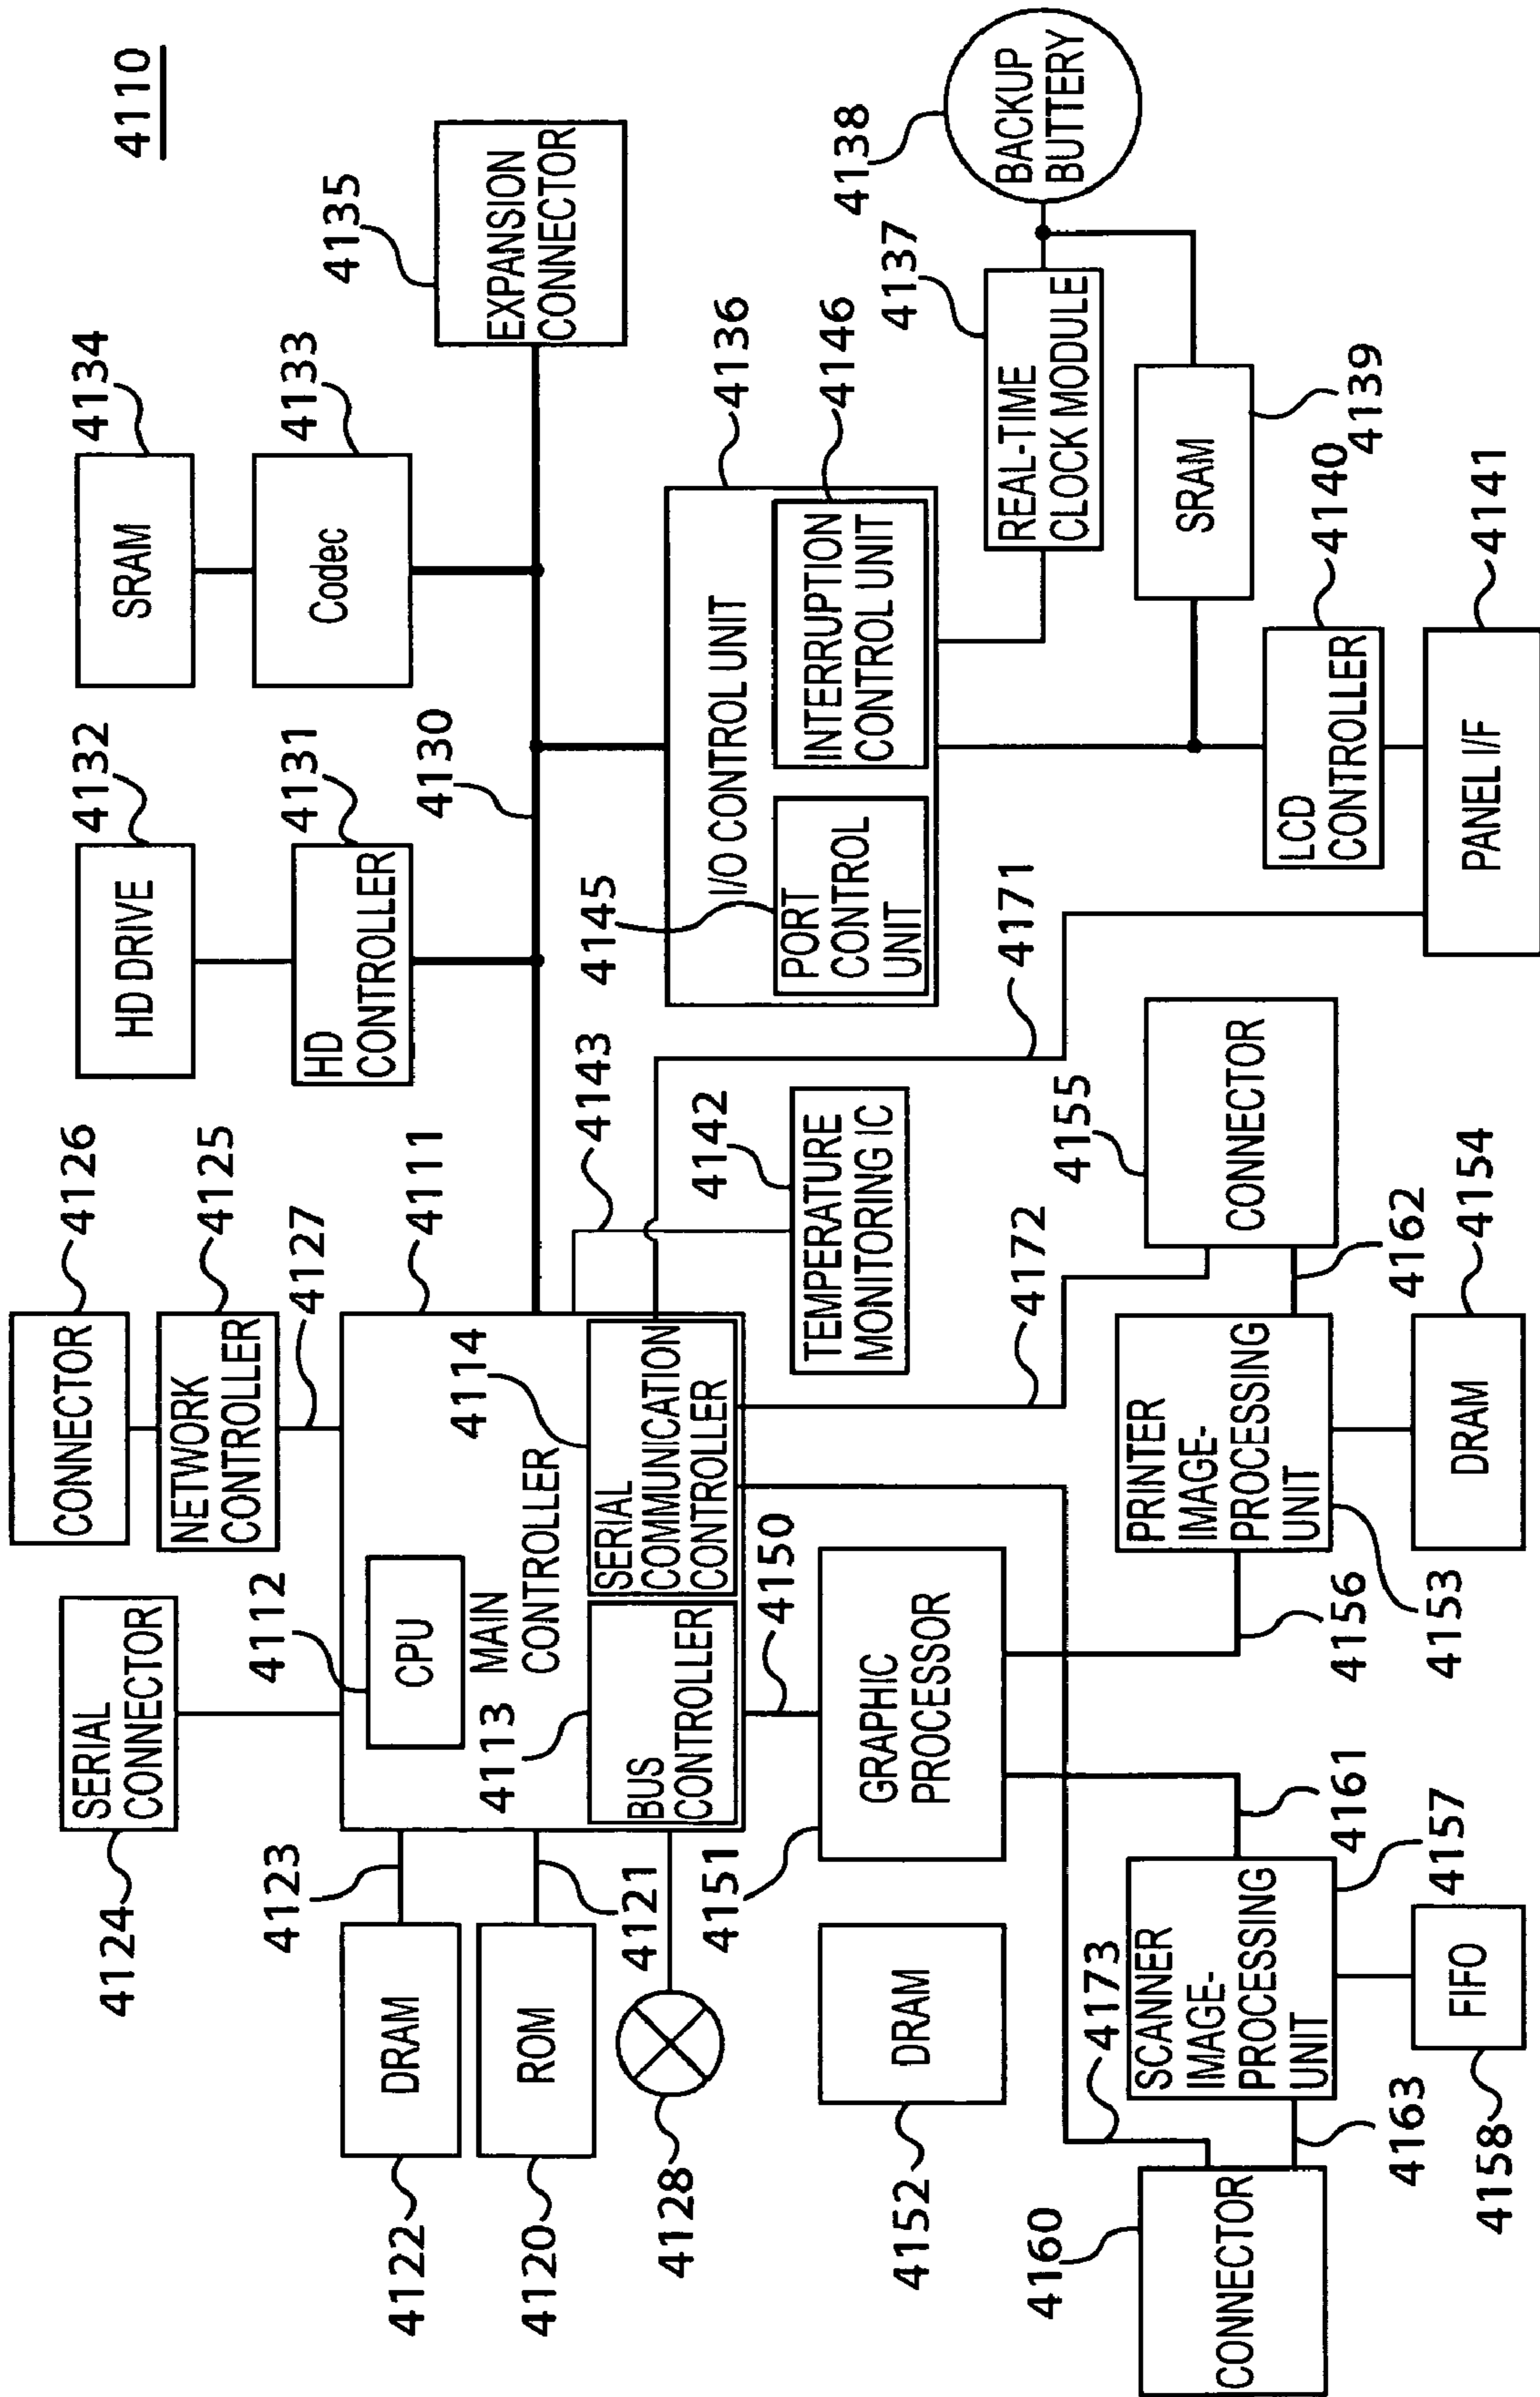 4110
SERIAL
CONNECTOR
4124
CONNECTOR
4126
NETWORK
CONTROLLER
4125
4127
HD DRIVE
4132
HD
CONTROLLER
4131
SRAM
4134
Codec
4133
EXPANSION
CONNECTOR
4135
4130
DRAM
4122
4123
ROM
4120
4121
4128
4111
CPU
4112
MAIN
CONTROLLER
BUS
CONTROLLER
4113
SERIAL
COMMUNICATION
CONTROLLER
4114
4143
TEMPERATURE
MONITORING IC
4142
I/O CONTROL UNIT
4136
PORT
CONTROL
UNIT
4145
INTERRUPTION
CONTROL UNIT
4146
REAL-TIME
CLOCK MODULE
4137
BACKUP
BUTTERY
4138
SRAM
4139
LCD
CONTROLLER
4140
PANEL I/F
4141
4171
4150
GRAPHIC
PROCESSOR
4151
DRAM
4152
4172
4173
CONNECTOR
4160
4163
SCANNER
IMAGE-
PROCESSING
UNIT
4157
4161
FIFO
4158
4156
PRINTER
IMAGE-
PROCESSING
UNIT
4153
4162
CONNECTOR
4155
DRAM
4154